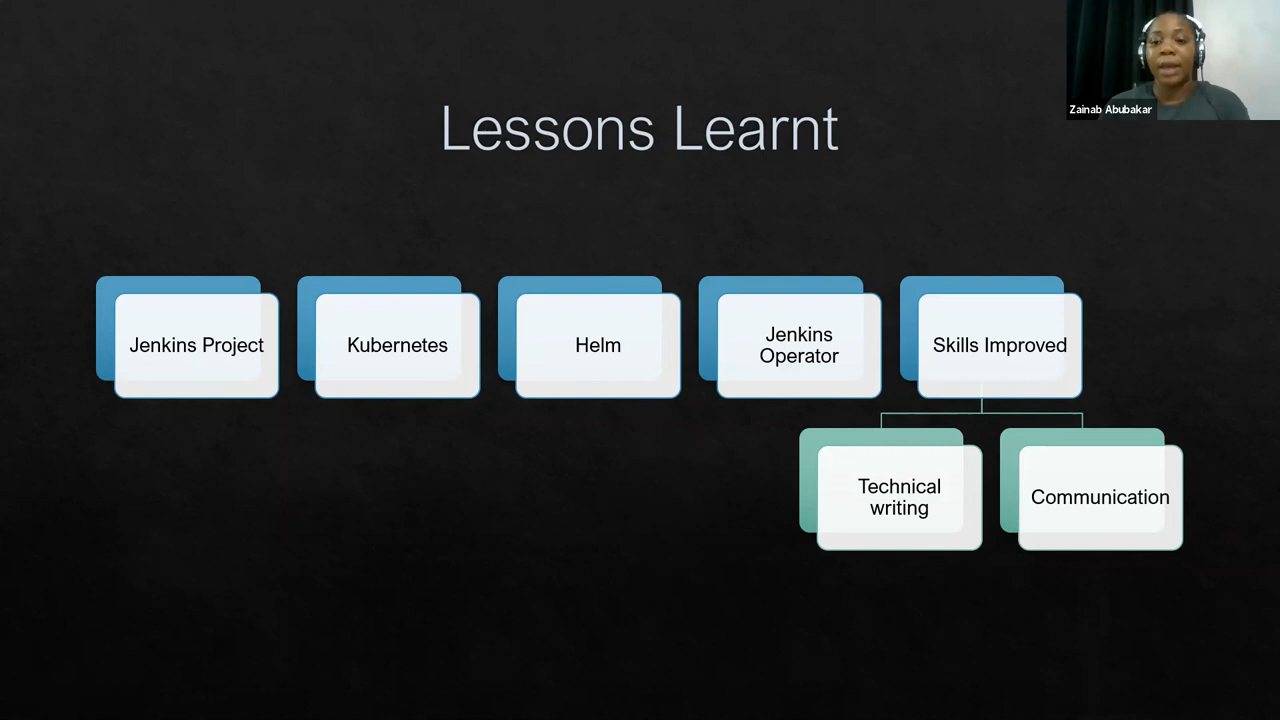 Zainab Abubakar
Lessons Learnt
Jenkins Project
Kubernetes
Helm
Jenkins
Operator
Skills Improved
Technical
writing
Communication